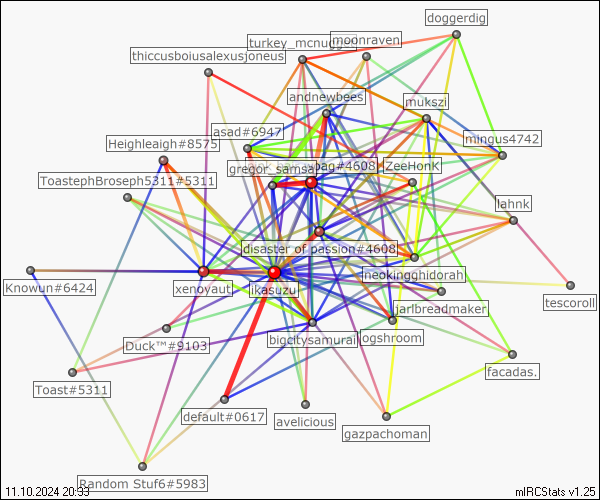 doggerdig
turkey_mcnugget
moonraven
thiccusboiusalexusjoneus
andnewbees
mukszi
asad#6947
mingus4742
Heighleigh#8575
gregor_samsa
bag#4608
ZeeHonK
ToastephBroseph5311#5311
lahnk
disaster of passion#4608
neokingghidorah
Knowun#6424
xenoyaut
ikasuzu
tescoroll
jarlbreadmaker
Duck™#9103
bigcitysamurai
ogshroom
facadas.
Toast#5311
default#0617
avelicious
gazpachoman
Random Stuf6#5983
11.10.2024 20:33
mIRCStats v1.25